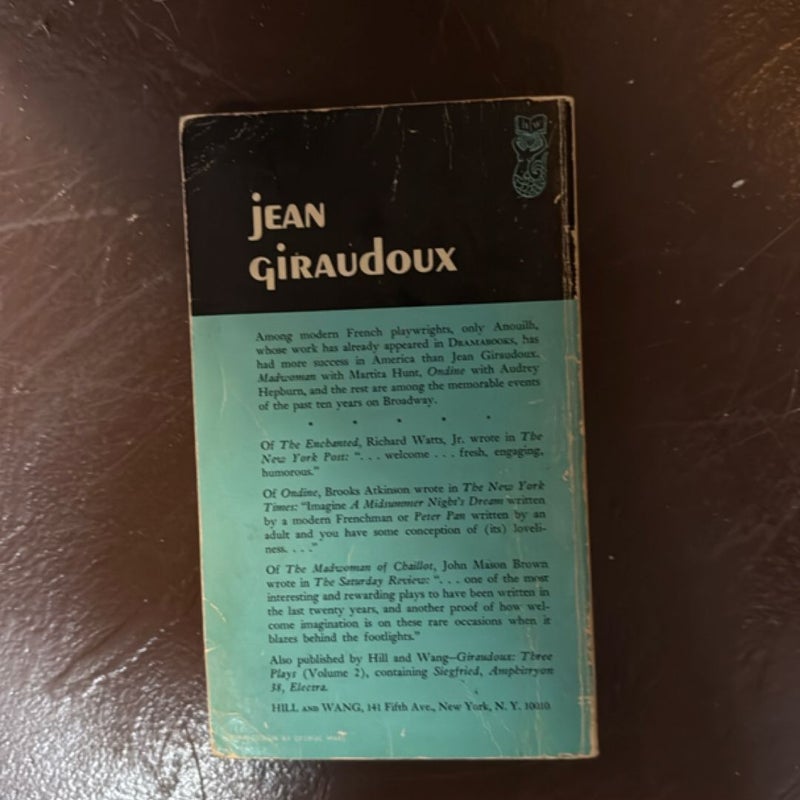 H W
jEAN
giRAUdoux
Among modern French playwrights, only Anouilh,
whose work has already appeared in DRAMABOOKS, has
had more success in America than Jean Giraudoux.
Madwoman with Martita Hunt, Ondine with Audrey
Hepburn, and the rest are among the memorable events
of the past ten years on Broadway.
Of The Enchanted, Richard Watts, Jr. wrote in The
New York Post: ". . . welcome . . . fresh, engaging,
humorous."
Of Ondine, Brooks Atkinson wrote in The New York
Times: "Imagine A Midsummer Night's Dream written
by a modern Frenchman or Peter Pan written by an
adult and you have some conception of (its) loveli-
ness. . . ."
Of The Madwoman of Chaillot, John Mason Brown
wrote in The Saturday Review: ". . . one of the most
interesting and rewarding plays to have been written in
the last twenty years, and another proof of how wel-
come imagination is on these rare occasions when it
blazes behind the footlights."
Also published by Hill and Wang—Giraudoux: Three
Plays (Volume 2), containing Siegfried, Amphitryon
38, Electra.
HILL AND WANG, 141 Fifth Ave., New York, N. Y. 10010
BY GEORGE